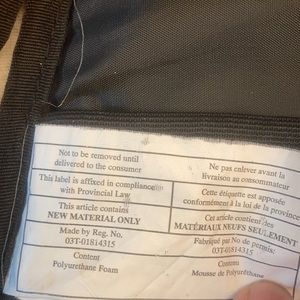 Not to be removed until
delivered to the consumer
This label is affixed in compliance
with Provincial Law
This article contains
NEW MATERIAL ONLY
Made by Reg. No.
03T-01814315
Content
Polyurethane Foam
Ne pas enlever avant la
livraison au consommateur
Cette étiquette est apposée
conformément à la loi de la province
Cet article contient les
MATÉRIAUX NEUFS SEULEMENT
Fabriqué par No de permis:
03T-01814315
Contenu
Mousse de Polyuréthane